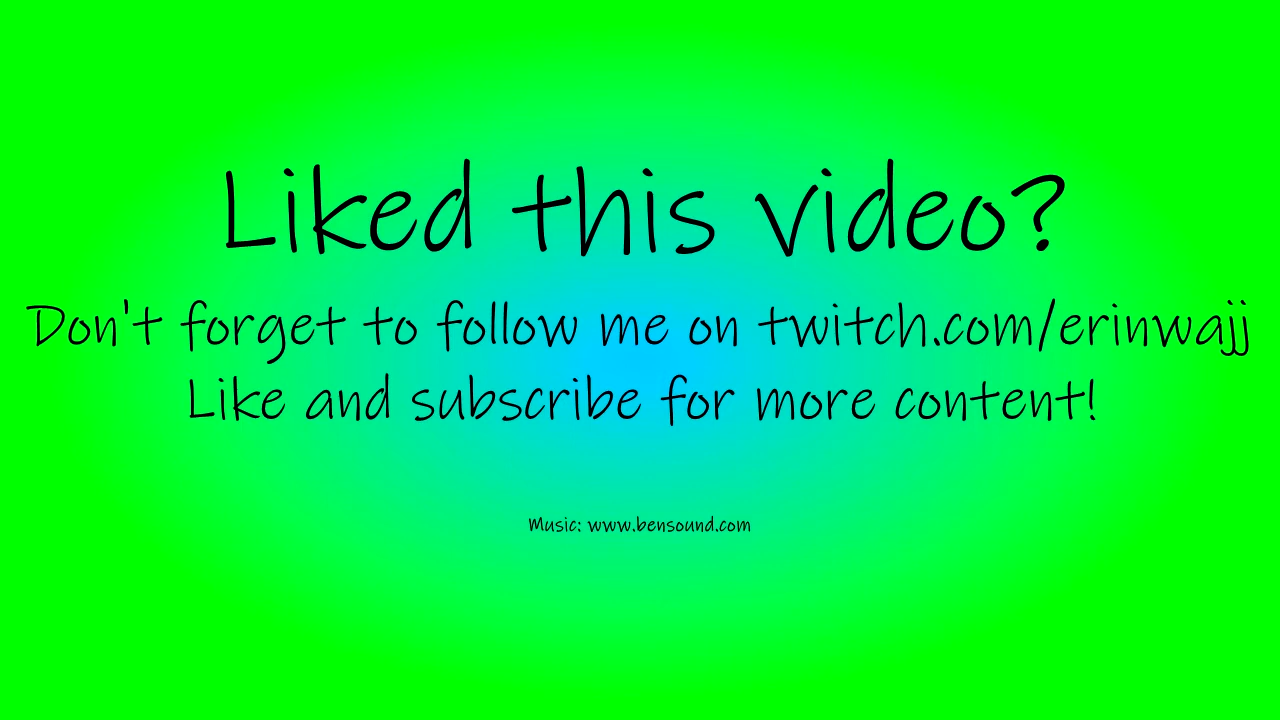 Liked this video?
Don't forget to follow me on twitch.com/erinwajj
Like and subscribe for more content!
Music: www.bensound.com